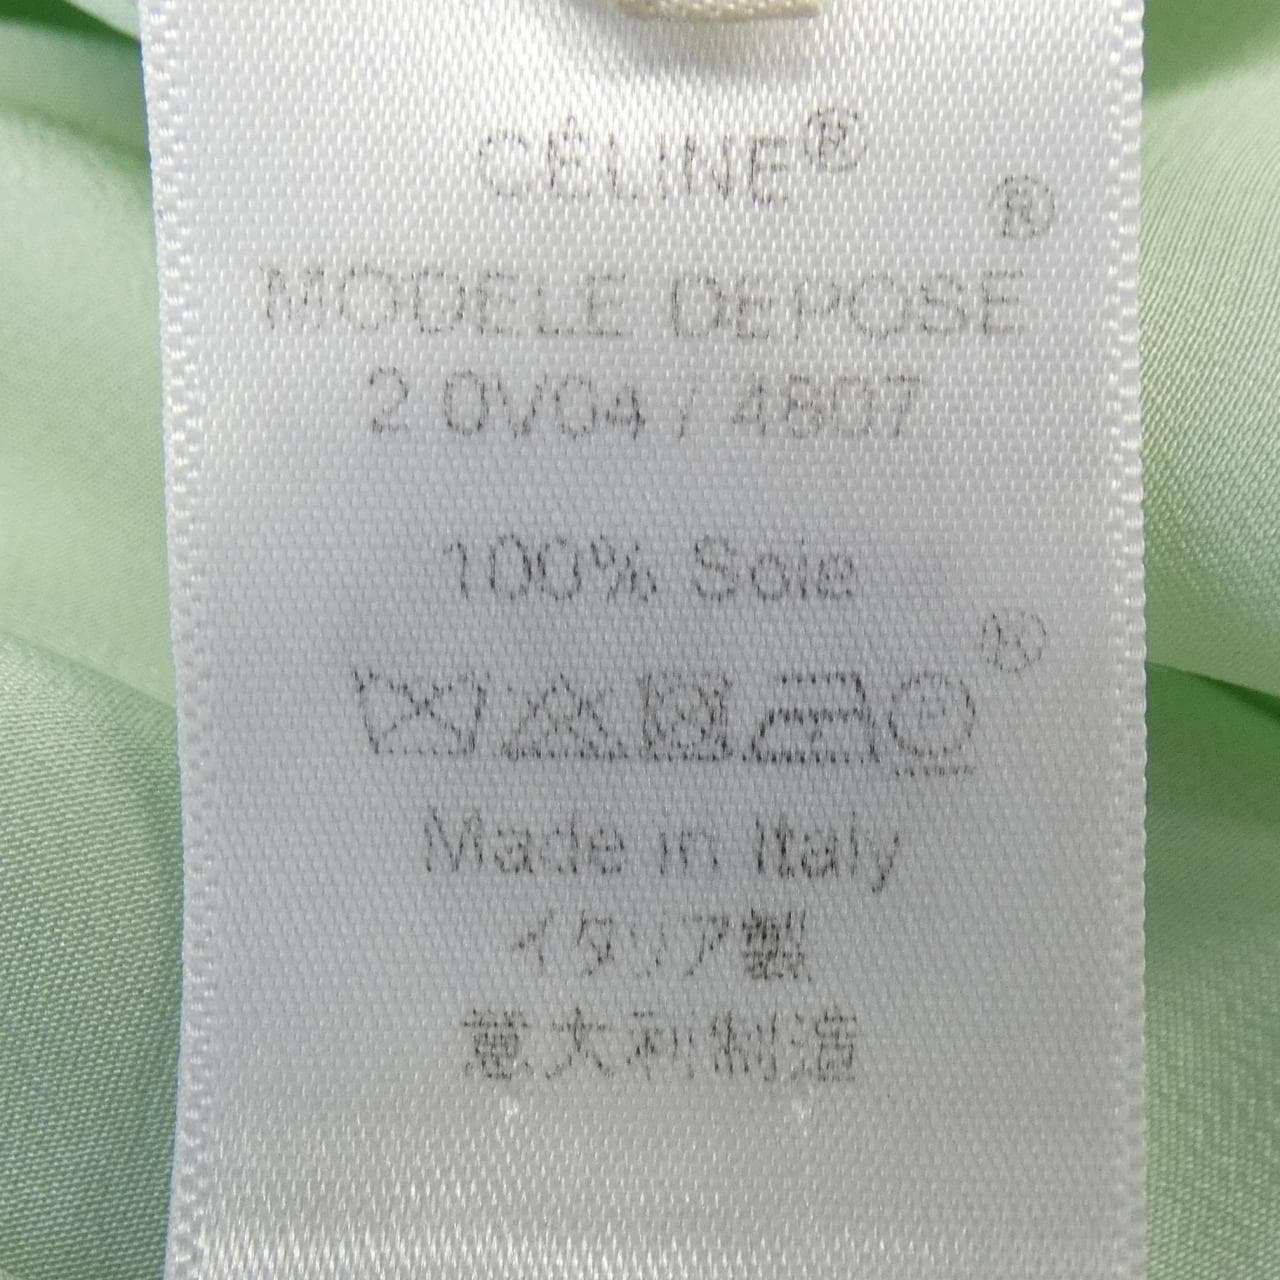 CÉLINE®
®
MODELE DEPOSE
2 0V04 / 4807
100% Soie
®
P
Made in Italy
イタリア製
意大利制造